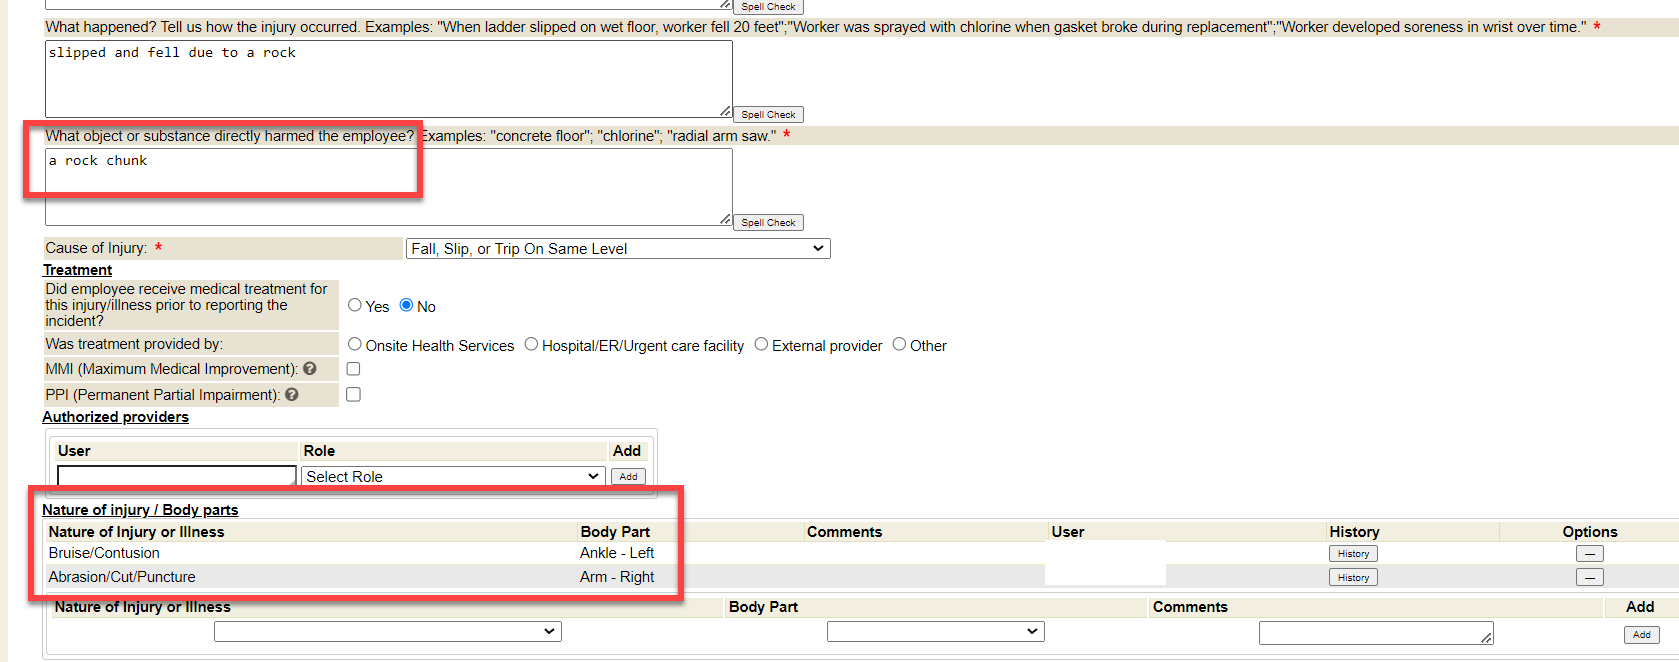 Spell Check
What happened? Tell us how the injury occurred. Examples: "When ladder slipped on wet floor, worker fell 20 feet";"Worker was sprayed with chlorine when gasket broke during replacement";"Worker developed soreness in wrist over time." *
slipped and fell due to a rock
Spell Check
What object or substance directly harmed the employee? Examples: "concrete floor"; "chlorine"; "radial arm saw." *
a rock chunk
Spell Check
Cause of Injury: * Fall, Slip, or Trip On Same Level
Treatment
Did employee receive medical treatment for
this injury/illness prior to reporting the Yes No
incident?
Was treatment provided by: Onsite Health Services Hospital/ER/Urgent care facility External provider Other
MMI (Maximum Medical Improvement): ?
PPI (Permanent Partial Impairment): ?
Authorized providers
User Role Add
Select Role Add
Nature of injury / Body parts
Nature of Injury or Illness Body Part Comments User History Options
Bruise/Contusion Ankle - Left History —
Abrasion/Cut/Puncture Arm - Right History —
Nature of Injury or Illness Body Part Comments Add
Add